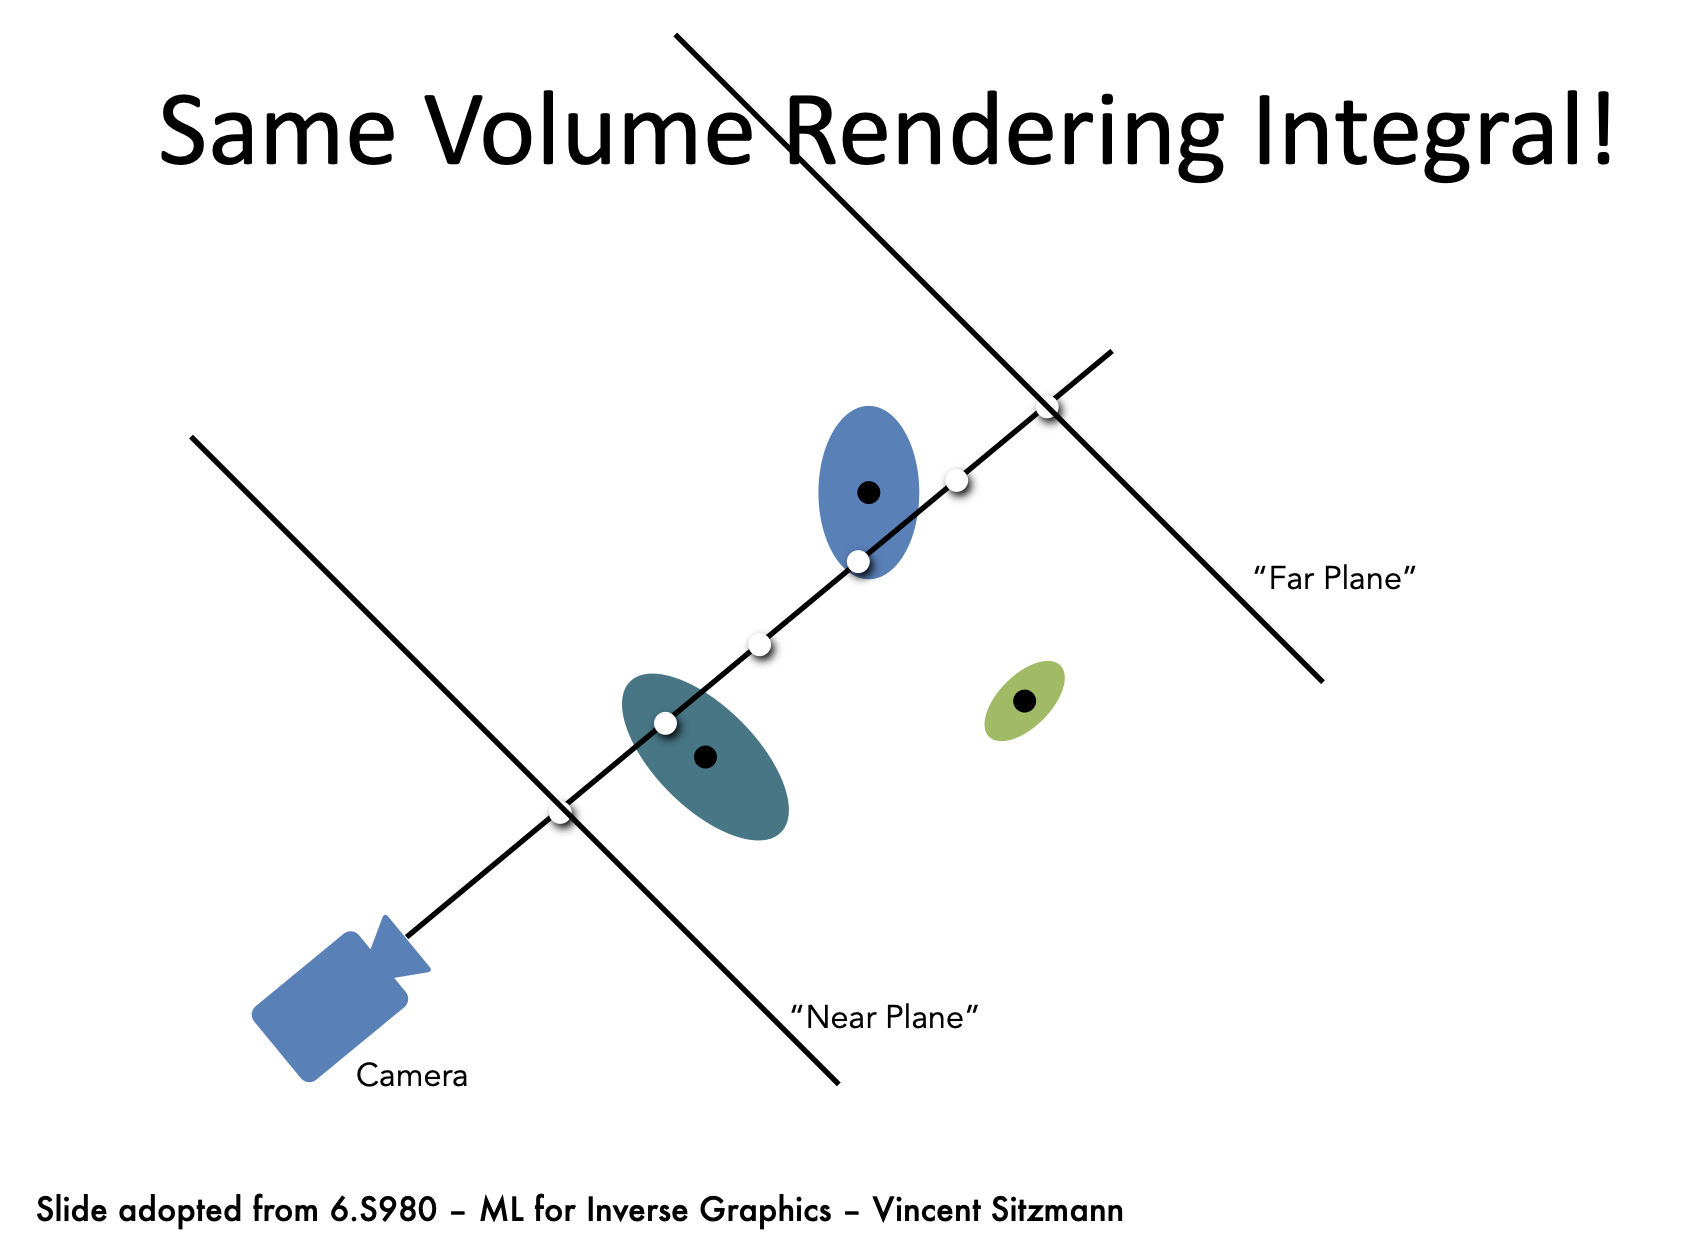 Same Volume Rendering Integral!
“Far Plane”
“Near Plane”
Camera
Slide adopted from 6.S980 – ML for Inverse Graphics – Vincent Sitzmann